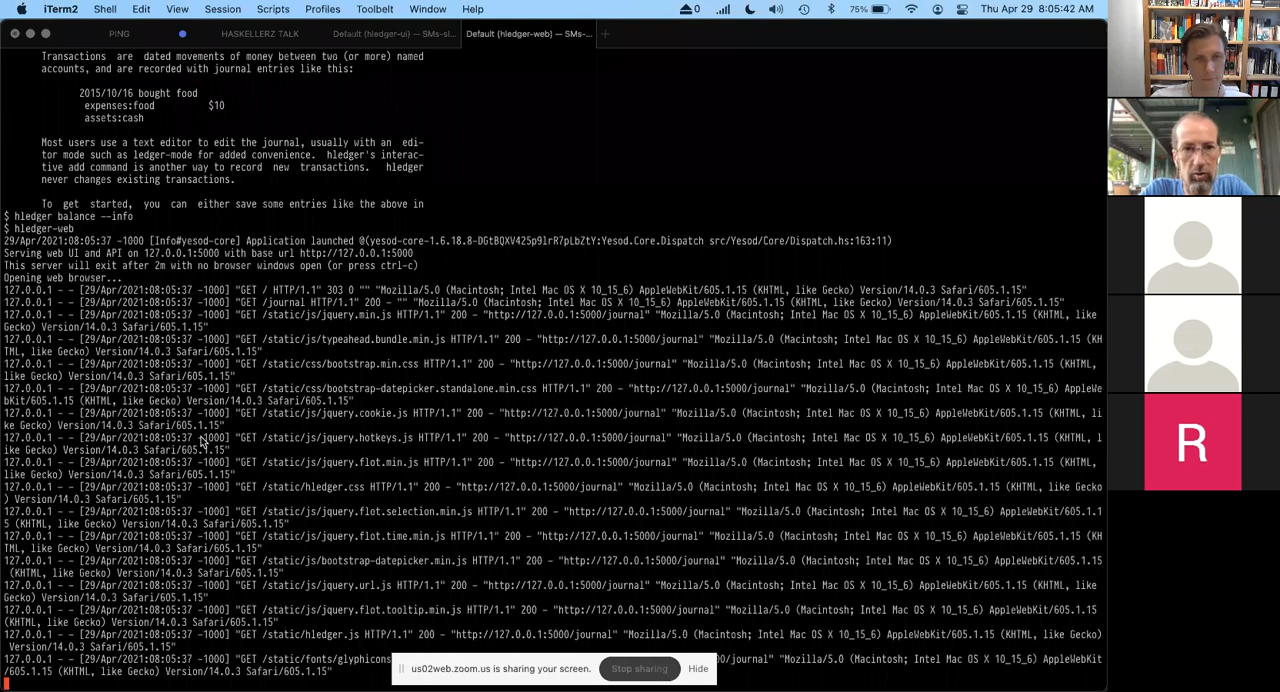 iTerm2 Shell Edit View Session Scripts Profiles Toolbelt Window Help 0 75% Thu Apr 29 8:05:42 AM
PING HASKELLERZ TALK Default (hledger-ui) — SMs-sl... Default (hledger-web) — SMs-...
Transactions are dated movements of money between two (or more) named
accounts, and are recorded with journal entries like this:
2015/10/16 bought food
expenses:food $10
assets:cash
Most users use a text editor to edit the journal, usually with an edi-
tor mode such as ledger-mode for added convenience. hledger's interac-
tive add command is another way to record new transactions. hledger
never changes existing transactions.
To get started, you can either save some entries like the above in
$ hledger balance --info
$ hledger-web
29/Apr/2021:08:05:37 -1000 [Info#yesod-core] Application launched @(yesod-core-1.6.18.8-DGtBQXV425p9lrR7pLbZtY:Yesod.Core.Dispatch src/Yesod/Core/Dispatch.hs:163:11)
Serving web UI and API on 127.0.0.1:5000 with base url http://127.0.0.1:5000
This server will exit after 2m with no browser windows open (or press ctrl-c)
Opening web browser...
127.0.0.1 - - [29/Apr/2021:08:05:37 -1000] "GET / HTTP/1.1" 303 0 "" "Mozilla/5.0 (Macintosh; Intel Mac OS X 10_15_6) AppleWebKit/605.1.15 (KHTML, like Gecko) Version/14.0.3 Safari/605.1.15"
127.0.0.1 - - [29/Apr/2021:08:05:37 -1000] "GET /journal HTTP/1.1" 200 - "" "Mozilla/5.0 (Macintosh; Intel Mac OS X 10_15_6) AppleWebKit/605.1.15 (KHTML, like Gecko) Version/14.0.3 Safari/605.1.15"
127.0.0.1 - - [29/Apr/2021:08:05:37 -1000] "GET /static/js/jquery.min.js HTTP/1.1" 200 - "http://127.0.0.1:5000/journal" "Mozilla/5.0 (Macintosh; Intel Mac OS X 10_15_6) AppleWebKit/605.1.15 (KHTML, like
Gecko) Version/14.0.3 Safari/605.1.15"
127.0.0.1 - - [29/Apr/2021:08:05:37 -1000] "GET /static/js/typeahead.bundle.min.js HTTP/1.1" 200 - "http://127.0.0.1:5000/journal" "Mozilla/5.0 (Macintosh; Intel Mac OS X 10_15_6) AppleWebKit/605.1.15 (KH
TML, like Gecko) Version/14.0.3 Safari/605.1.15"
127.0.0.1 - - [29/Apr/2021:08:05:37 -1000] "GET /static/css/bootstrap.min.css HTTP/1.1" 200 - "http://127.0.0.1:5000/journal" "Mozilla/5.0 (Macintosh; Intel Mac OS X 10_15_6) AppleWebKit/605.1.15 (KHTML,
like Gecko) Version/14.0.3 Safari/605.1.15"
127.0.0.1 - - [29/Apr/2021:08:05:37 -1000] "GET /static/css/bootstrap-datepicker.standalone.min.css HTTP/1.1" 200 - "http://127.0.0.1:5000/journal" "Mozilla/5.0 (Macintosh; Intel Mac OS X 10_15_6) AppleWe
bKit/605.1.15 (KHTML, like Gecko) Version/14.0.3 Safari/605.1.15"
127.0.0.1 - - [29/Apr/2021:08:05:37 -1000] "GET /static/js/jquery.cookie.js HTTP/1.1" 200 - "http://127.0.0.1:5000/journal" "Mozilla/5.0 (Macintosh; Intel Mac OS X 10_15_6) AppleWebKit/605.1.15 (KHTML, li
ke Gecko) Version/14.0.3 Safari/605.1.15"
127.0.0.1 - - [29/Apr/2021:08:05:37 -1000] "GET /static/js/jquery.hotkeys.js HTTP/1.1" 200 - "http://127.0.0.1:5000/journal" "Mozilla/5.0 (Macintosh; Intel Mac OS X 10_15_6) AppleWebKit/605.1.15 (KHTML, l
ike Gecko) Version/14.0.3 Safari/605.1.15"
127.0.0.1 - - [29/Apr/2021:08:05:37 -1000] "GET /static/js/jquery.flot.min.js HTTP/1.1" 200 - "http://127.0.0.1:5000/journal" "Mozilla/5.0 (Macintosh; Intel Mac OS X 10_15_6) AppleWebKit/605.1.15 (KHTML,
like Gecko) Version/14.0.3 Safari/605.1.15"
127.0.0.1 - - [29/Apr/2021:08:05:37 -1000] "GET /static/hledger.css HTTP/1.1" 200 - "http://127.0.0.1:5000/journal" "Mozilla/5.0 (Macintosh; Intel Mac OS X 10_15_6) AppleWebKit/605.1.15 (KHTML, like Gecko
) Version/14.0.3 Safari/605.1.15"
127.0.0.1 - - [29/Apr/2021:08:05:37 -1000] "GET /static/js/jquery.flot.selection.min.js HTTP/1.1" 200 - "http://127.0.0.1:5000/journal" "Mozilla/5.0 (Macintosh; Intel Mac OS X 10_15_6) AppleWebKit/605.1.1
5 (KHTML, like Gecko) Version/14.0.3 Safari/605.1.15"
127.0.0.1 - - [29/Apr/2021:08:05:37 -1000] "GET /static/js/jquery.flot.time.min.js HTTP/1.1" 200 - "http://127.0.0.1:5000/journal" "Mozilla/5.0 (Macintosh; Intel Mac OS X 10_15_6) AppleWebKit/605.1.15 (KH
TML, like Gecko) Version/14.0.3 Safari/605.1.15"
127.0.0.1 - - [29/Apr/2021:08:05:37 -1000] "GET /static/js/bootstrap-datepicker.min.js HTTP/1.1" 200 - "http://127.0.0.1:5000/journal" "Mozilla/5.0 (Macintosh; Intel Mac OS X 10_15_6) AppleWebKit/605.1.15
(KHTML, like Gecko) Version/14.0.3 Safari/605.1.15"
127.0.0.1 - - [29/Apr/2021:08:05:37 -1000] "GET /static/js/jquery.url.js HTTP/1.1" 200 - "http://127.0.0.1:5000/journal" "Mozilla/5.0 (Macintosh; Intel Mac OS X 10_15_6) AppleWebKit/605.1.15 (KHTML, like
Gecko) Version/14.0.3 Safari/605.1.15"
127.0.0.1 - - [29/Apr/2021:08:05:37 -1000] "GET /static/js/jquery.flot.tooltip.min.js HTTP/1.1" 200 - "http://127.0.0.1:5000/journal" "Mozilla/5.0 (Macintosh; Intel Mac OS X 10_15_6) AppleWebKit/605.1.15
(KHTML, like Gecko) Version/14.0.3 Safari/605.1.15"
127.0.0.1 - - [29/Apr/2021:08:05:37 -1000] "GET /static/hledger.js HTTP/1.1" 200 - "http://127.0.0.1:5000/journal" "Mozilla/5.0 (Macintosh; Intel Mac OS X 10_15_6) AppleWebKit/605.1.15 (KHTML, like Gecko)
Version/14.0.3 Safari/605.1.15"
127.0.0.1 - - [29/Apr/2021:08:05:37 -1000] "GET /static/fonts/glyphicons 00/journal" "Mozilla/5.0 (Macintosh; Intel Mac OS X 10_15_6) AppleWebKit
/605.1.15 (KHTML, like Gecko) Version/14.0.3 Safari/605.1.15"
us02web.zoom.us is sharing your screen. Stop sharing Hide
R